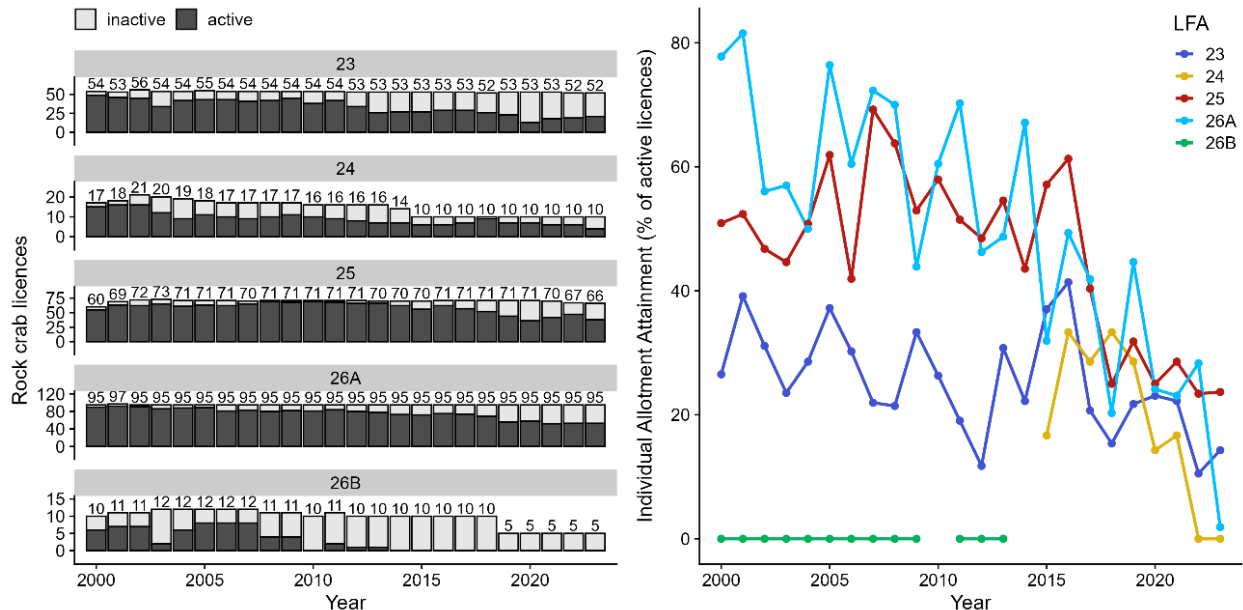 inactive active
23
54 53 56 54 54 55 54 54 54 54 54 54 54 53 53 53 53 53 52 53 53 53 53 52
50
25
0
24
17 18 21 20 19 18 17 17 17 17 16 16 16 16 14 10 10 10 10 10 10 10 10 10
20
10
0
25
60 69 72 73 71 71 71 70 71 71 71 71 71 70 70 70 71 71 71 71 71 70 67 66
75
50
25
0
26A
95 97 95 95 95 95 95 95 95 95 95 95 95 95 95 95 95 95 95 95 95 95 95 95
120
80
40
0
26B
10 11 11 12 12 12 12 12 11 11 10 11 10 10 10 10 10 10 10 5 5 5 5 5
15
10
5
0
2000 2005 2010 2015 2020
Year
Rock crab licences
Individual Allotment Attainment (% of active licences)
80
60
40
20
0
2000 2005 2010 2015 2020
Year
LFA
23
24
25
26A
26B